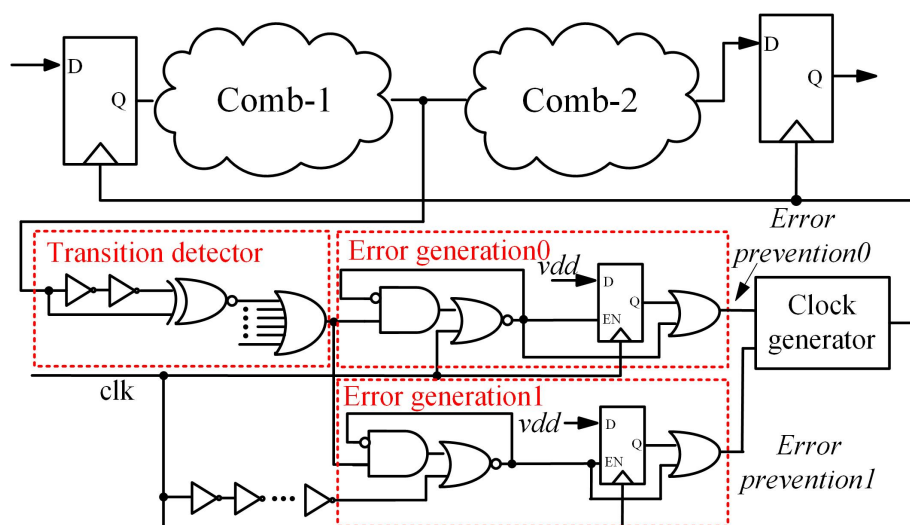 D
Q
Comb-1
Comb-2
D
Q
Transition detector
Error generation0
Error
prevention0
vdd
D
Q
EN
Clock
generator
clk
Error generation1
vdd
D
Q
EN
Error
prevention1